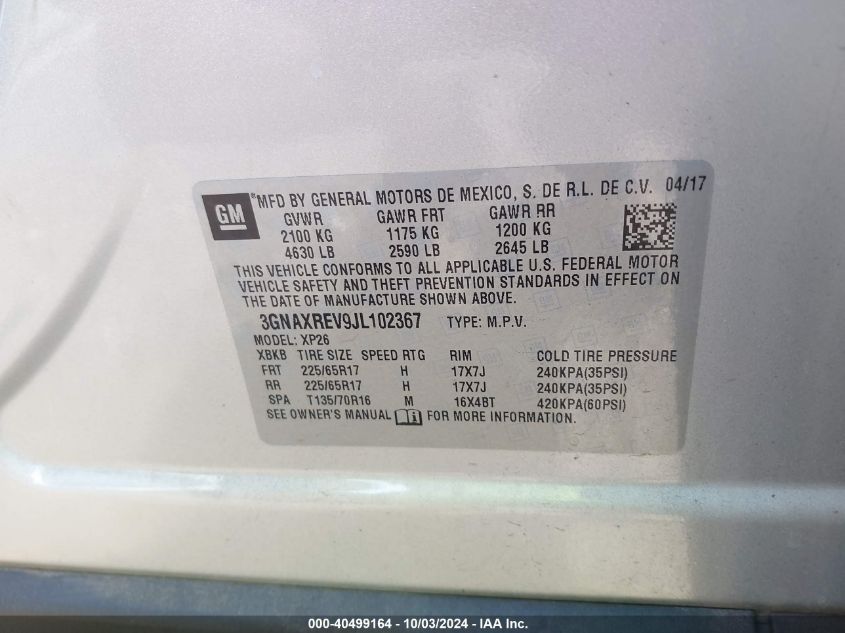 GM ® MFD BY GENERAL MOTORS DE MEXICO, S. DE R.L. DE C.V. 04/17
GVWR GAWR FRT GAWR RR
2100 KG 1175 KG 1200 KG
4630 LB 2590 LB 2645 LB
THIS VEHICLE CONFORMS TO ALL APPLICABLE U.S. FEDERAL MOTOR
VEHICLE SAFETY AND THEFT PREVENTION STANDARDS IN EFFECT ON
THE DATE OF MANUFACTURE SHOWN ABOVE.
3GNAXREV9JL102367 TYPE: M.P.V.
MODEL: XP26
XBKB TIRE SIZE SPEED RTG RIM COLD TIRE PRESSURE
FRT 225/65R17 H 17X7J 240KPA(35PSI)
RR 225/65R17 H 17X7J 240KPA(35PSI)
SPA T135/70R16 M 16X4BT 420KPA(60PSI)
SEE OWNER'S MANUAL FOR MORE INFORMATION.
000-40499164 - 10/03/2024 - IAA Inc.